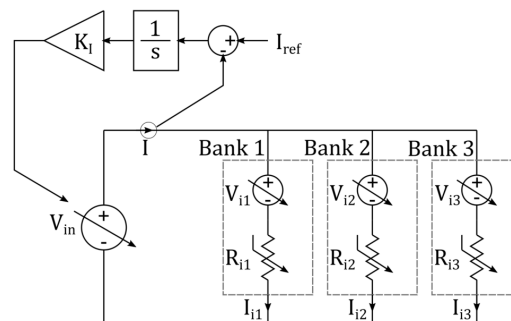 K_I
1
s
+
-
I_ref
I
Bank 1 Bank 2 Bank 3
+ + +
V_i1 V_i2 V_i3
- - -
V_in
+
-
R_i1 R_i2 R_i3
I_i1 I_i2 I_i3